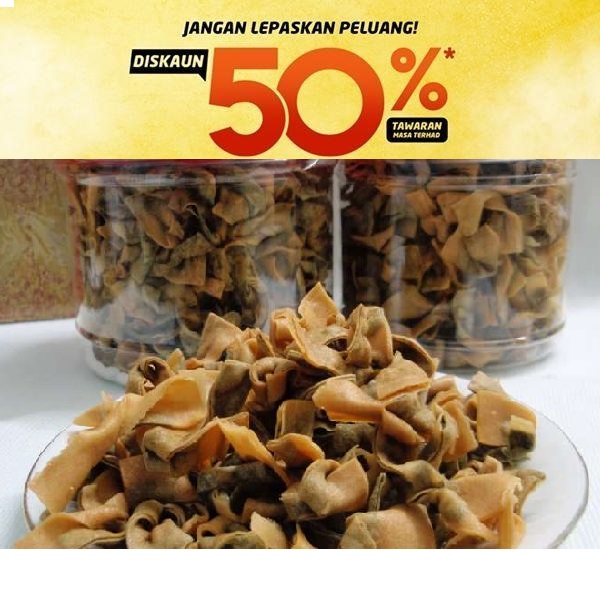 JANGAN LEPASKAN PELUANG!
DISKAUN
50%*
TAWARAN
MASA TERHAD